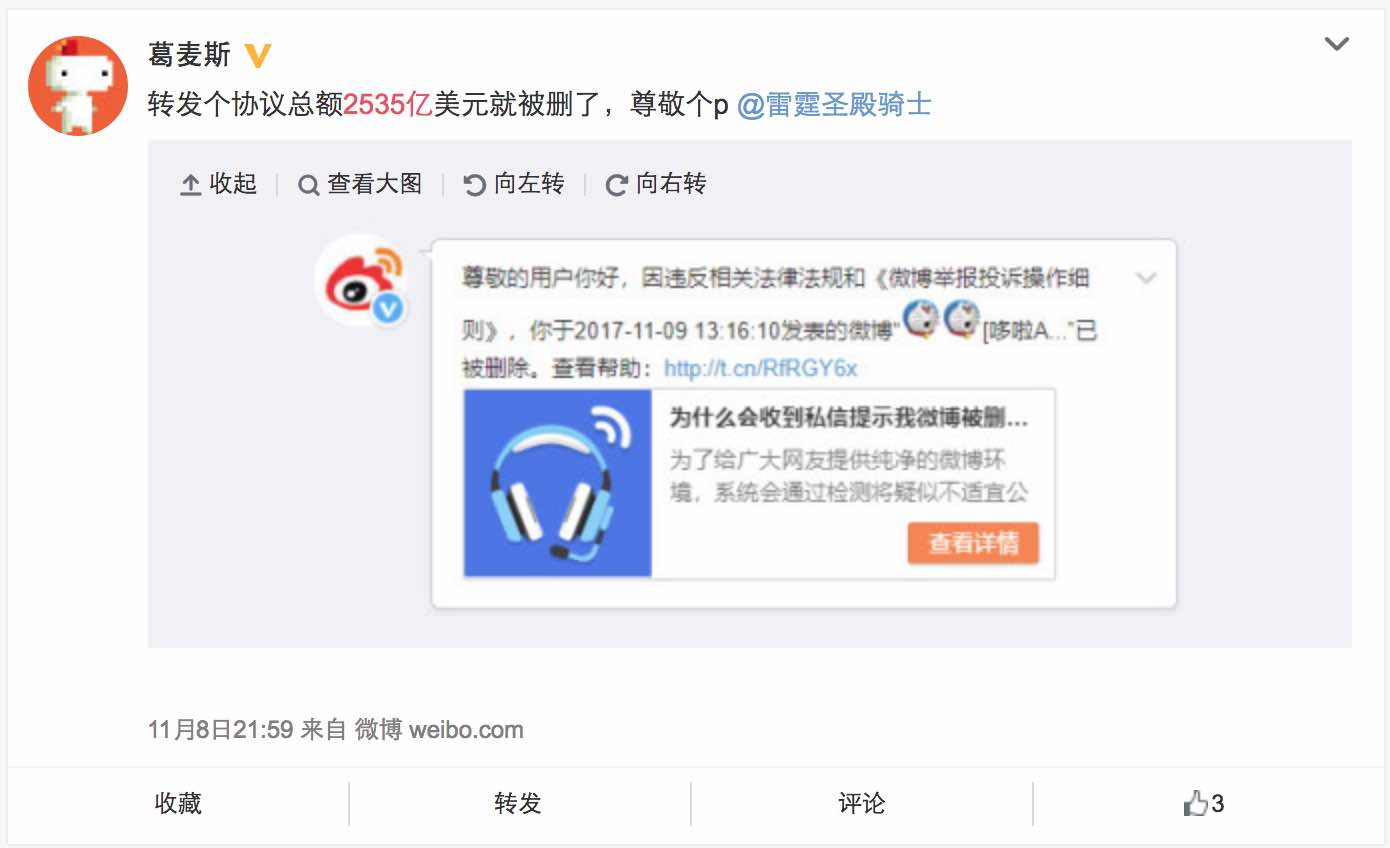 葛麦斯
转发个协议总额2535亿美元就被删了，尊敬个p @雷霆圣殿骑士
收起 查看大图 向左转 向右转
尊敬的用户你好，因违反相关法律法规和《微博举报投诉操作细
则》，你于2017-11-09 13:16:10发表的微博“[哆啦A...”已
被删除。查看帮助：http://t.cn/RfRGY6x
为什么会收到私信提示我微博被删...
为了给广大网友提供纯净的微博环
境，系统会通过检测将疑似不适宜公
查看详情
11月8日21:59 来自 微博 weibo.com
收藏 转发 评论 3